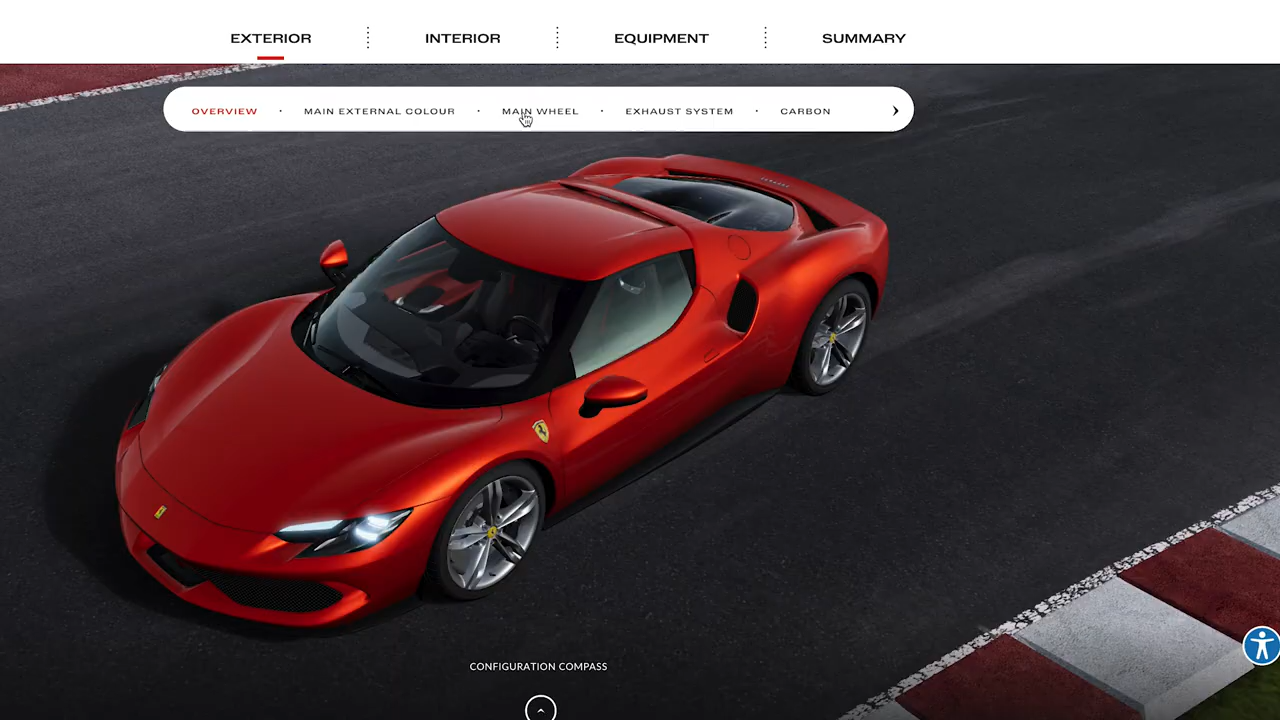 EXTERIOR INTERIOR EQUIPMENT SUMMARY
OVERVIEW • MAIN EXTERNAL COLOUR • MAIN WHEEL • EXHAUST SYSTEM • CARBON
CONFIGURATION COMPASS